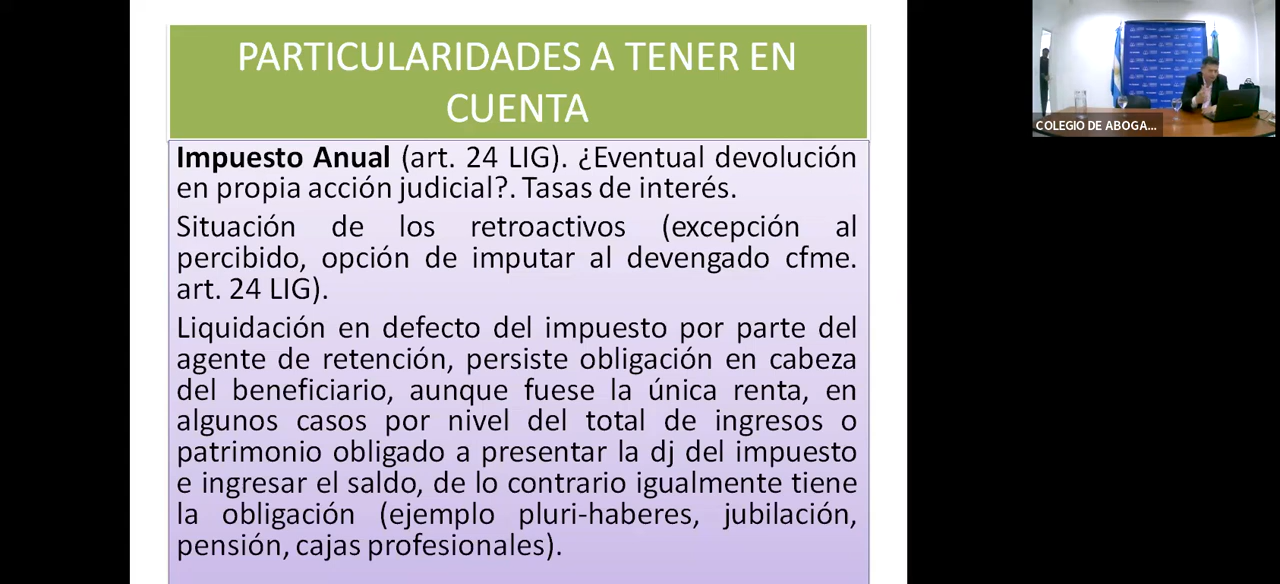 PARTICULARIDADES A TENER EN
CUENTA
Impuesto Anual (art. 24 LIG). ¿Eventual devolución
en propia acción judicial?. Tasas de interés.
Situación de los retroactivos (excepción al
percibido, opción de imputar al devengado cfme.
art. 24 LIG).
Liquidación en defecto del impuesto por parte del
agente de retención, persiste obligación en cabeza
del beneficiario, aunque fuese la única renta, en
algunos casos por nivel del total de ingresos o
patrimonio obligado a presentar la dj del impuesto
e ingresar el saldo, de lo contrario igualmente tiene
la obligación (ejemplo pluri-haberes, jubilación,
pensión, cajas profesionales).
COLEGIO DE ABOGA...